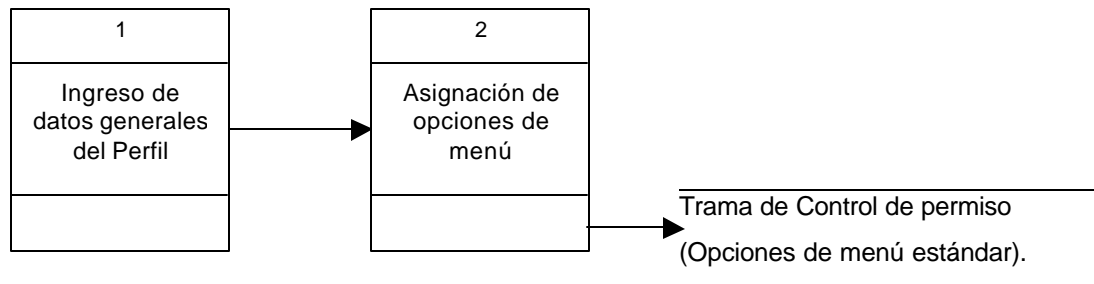 1
Ingreso de
datos generales
del Perfil
2
Asignación de
opciones de
menú
Trama de Control de permiso
(Opciones de menú estándar).